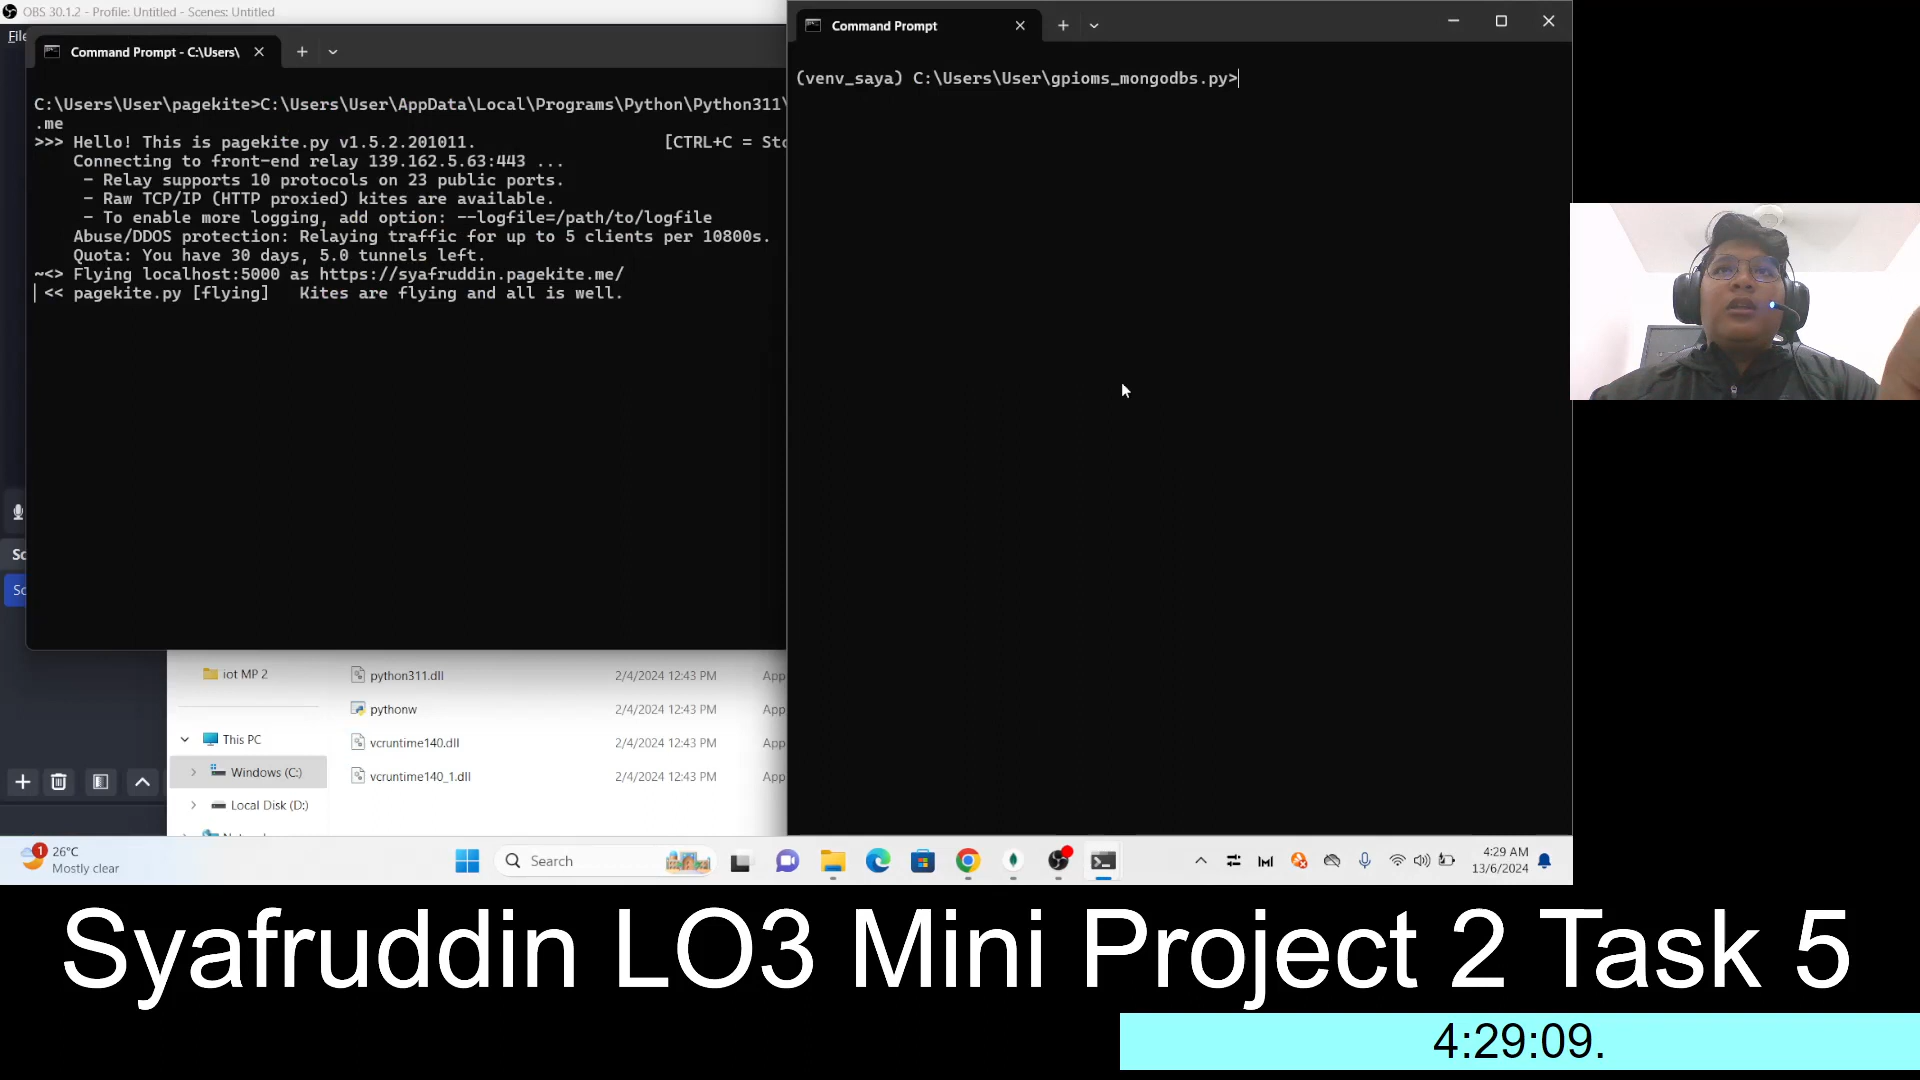 OBS 30.1.2 - Profile: Untitled - Scenes: Untitled
File
Command Prompt - C:\Users\
C:\Users\User\pagekite>C:\Users\User\AppData\Local\Programs\Python\Python311\
.me
>>> Hello! This is pagekite.py v1.5.2.201011. [CTRL+C = Sto
Connecting to front-end relay 139.162.5.63:443 ...
- Relay supports 10 protocols on 23 public ports.
- Raw TCP/IP (HTTP proxied) kites are available.
- To enable more logging, add option: --logfile=/path/to/logfile
Abuse/DDOS protection: Relaying traffic for up to 5 clients per 10800s.
Quota: You have 30 days, 5.0 tunnels left.
~<> Flying localhost:5000 as https://syafruddin.pagekite.me/
<< pagekite.py [flying] Kites are flying and all is well.
Command Prompt
(venv_saya) C:\Users\User\gpioms_mongodbs.py>
Sc
Sc
iot MP 2
This PC
Windows (C:)
Local Disk (D:)
python311.dll 2/4/2024 12:43 PM App
pythonw 2/4/2024 12:43 PM App
vcruntime140.dll 2/4/2024 12:43 PM App
vcruntime140_1.dll 2/4/2024 12:43 PM App
1
26°C
Mostly clear
Search
4:29 AM
13/6/2024
Syafruddin LO3 Mini Project 2 Task 5
4:29:09.